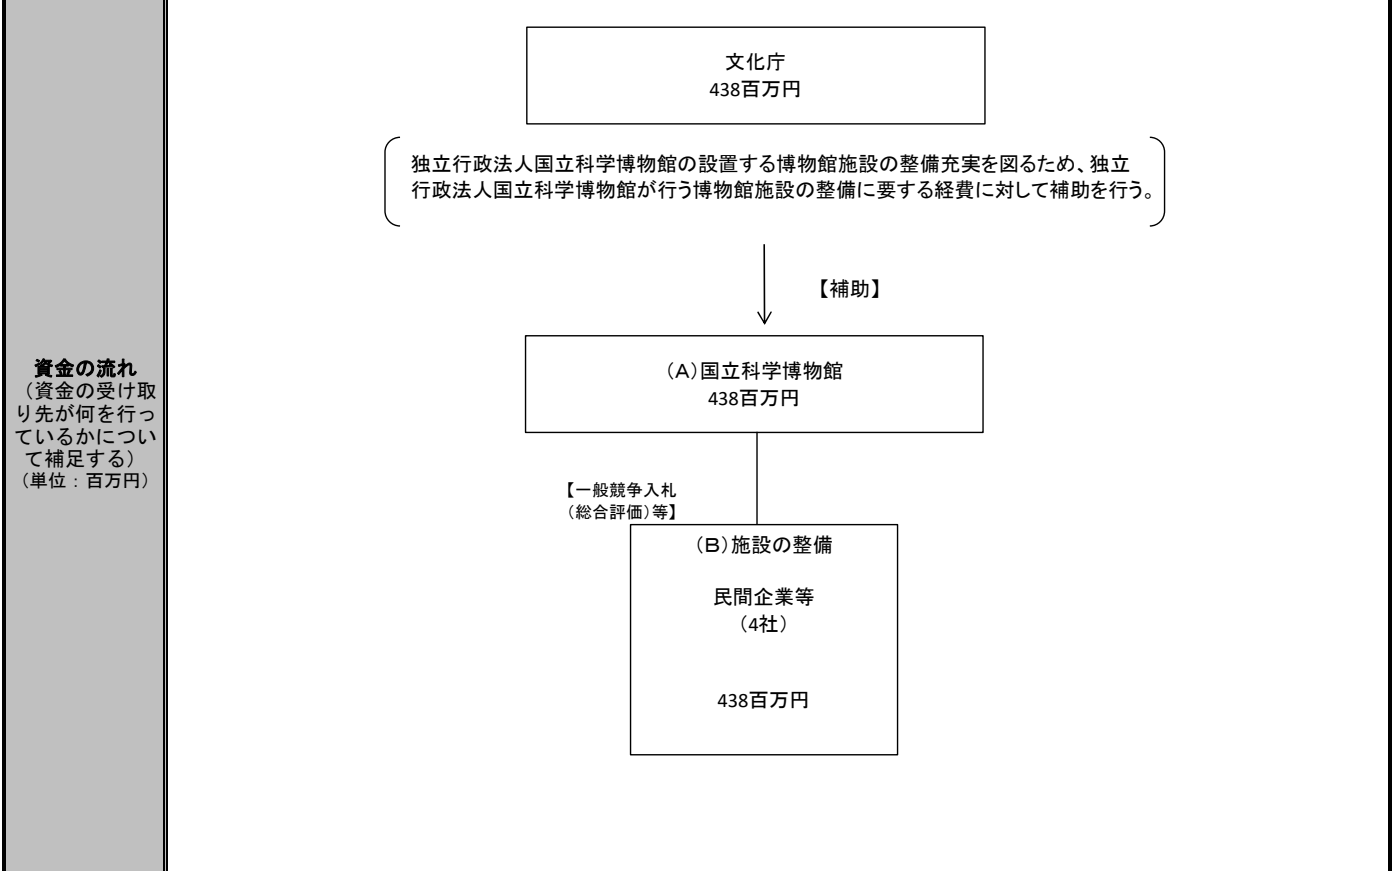 資金の流れ
（資金の受け取
り先が何を行っ
ているかについ
て補足する）
（単位：百万円）
文化庁
438百万円
独立行政法人国立科学博物館の設置する博物館施設の整備充実を図るため、独立
行政法人国立科学博物館が行う博物館施設の整備に要する経費に対して補助を行う。
【補助】
（A）国立科学博物館
438百万円
【一般競争入札
（総合評価）等】
（B）施設の整備
民間企業等
（4社）
438百万円